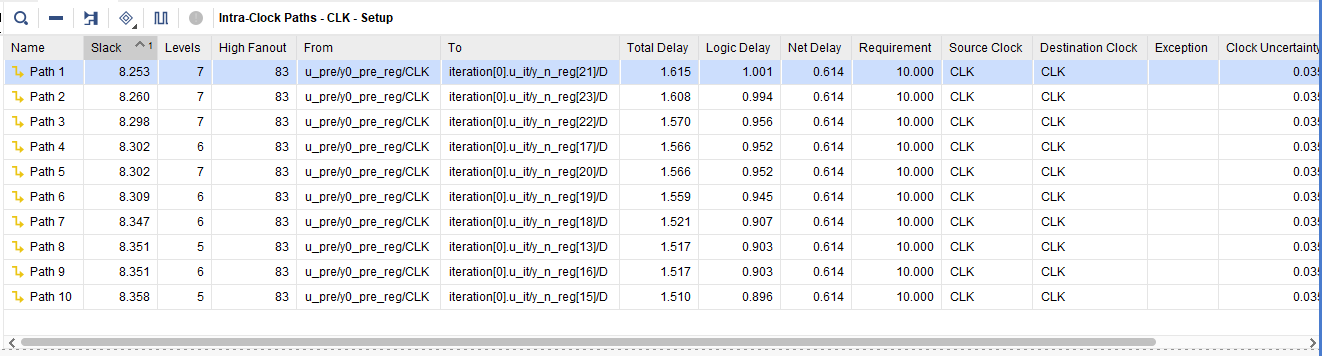 Intra-Clock Paths - CLK - Setup
Name Slack 1 Levels High Fanout From To Total Delay Logic Delay Net Delay Requirement Source Clock Destination Clock Exception Clock Uncertainty
Path 1 8.253 7 83 u_pre/y0_pre_reg/CLK iteration[0].u_it/y_n_reg[21]/D 1.615 1.001 0.614 10.000 CLK CLK 0.035
Path 2 8.260 7 83 u_pre/y0_pre_reg/CLK iteration[0].u_it/y_n_reg[23]/D 1.608 0.994 0.614 10.000 CLK CLK 0.035
Path 3 8.298 7 83 u_pre/y0_pre_reg/CLK iteration[0].u_it/y_n_reg[22]/D 1.570 0.956 0.614 10.000 CLK CLK 0.035
Path 4 8.302 6 83 u_pre/y0_pre_reg/CLK iteration[0].u_it/y_n_reg[17]/D 1.566 0.952 0.614 10.000 CLK CLK 0.035
Path 5 8.302 7 83 u_pre/y0_pre_reg/CLK iteration[0].u_it/y_n_reg[20]/D 1.566 0.952 0.614 10.000 CLK CLK 0.035
Path 6 8.309 6 83 u_pre/y0_pre_reg/CLK iteration[0].u_it/y_n_reg[19]/D 1.559 0.945 0.614 10.000 CLK CLK 0.035
Path 7 8.347 6 83 u_pre/y0_pre_reg/CLK iteration[0].u_it/y_n_reg[18]/D 1.521 0.907 0.614 10.000 CLK CLK 0.035
Path 8 8.351 5 83 u_pre/y0_pre_reg/CLK iteration[0].u_it/y_n_reg[13]/D 1.517 0.903 0.614 10.000 CLK CLK 0.035
Path 9 8.351 6 83 u_pre/y0_pre_reg/CLK iteration[0].u_it/y_n_reg[16]/D 1.517 0.903 0.614 10.000 CLK CLK 0.035
Path 10 8.358 5 83 u_pre/y0_pre_reg/CLK iteration[0].u_it/y_n_reg[15]/D 1.510 0.896 0.614 10.000 CLK CLK 0.035